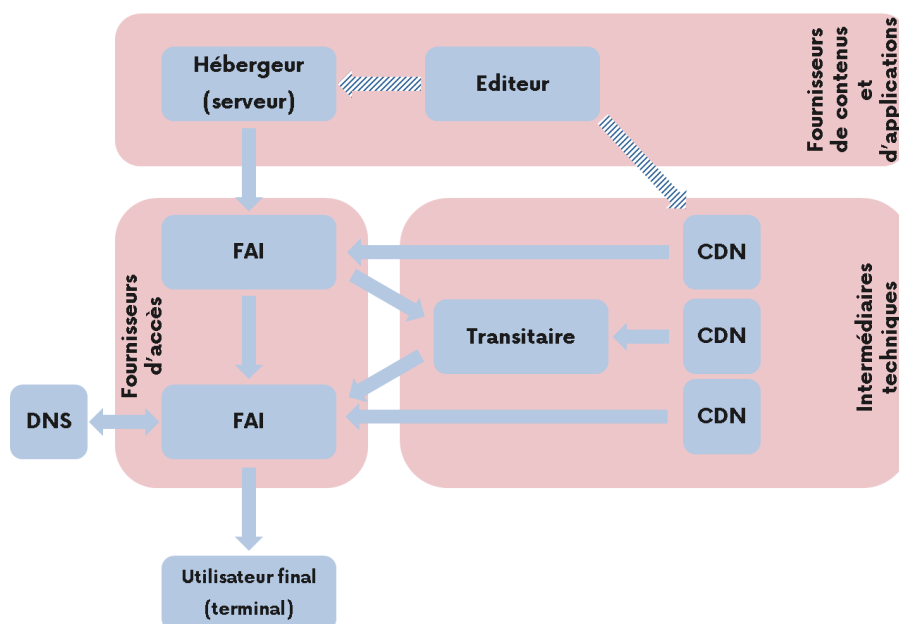 Hébergeur
(serveur)
Editeur
Fournisseurs
de contenus
et
d'applications
FAI
CDN
Fournisseurs
d'accès
Transitaire
CDN
Intermédiaires
techniques
DNS
FAI
CDN
Utilisateur final
(terminal)